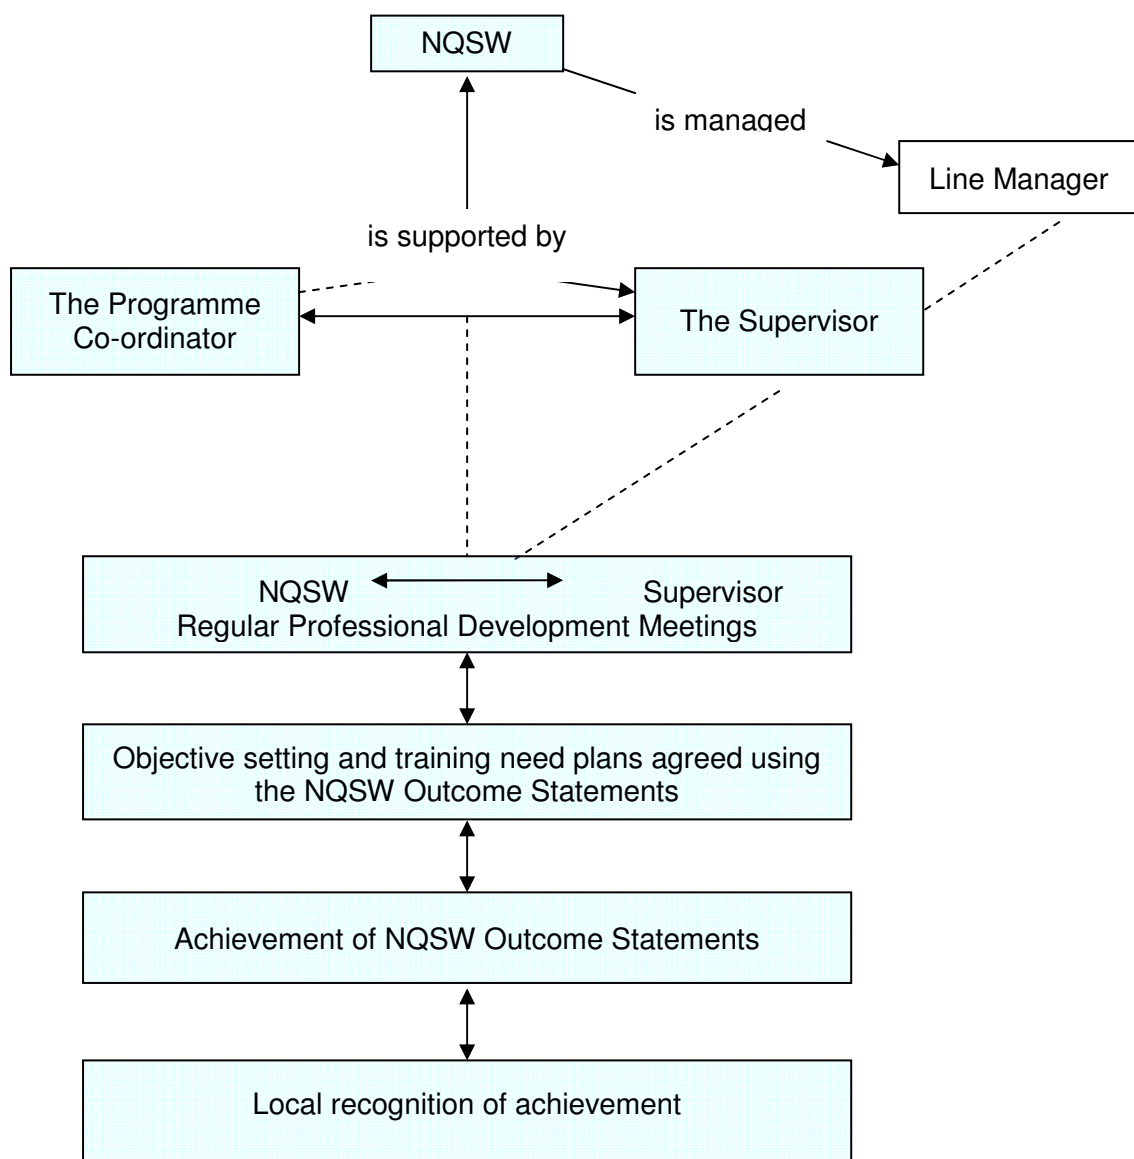 NQSW
is managed
Line Manager
is supported by
The Programme
Co-ordinator
The Supervisor
NQSW
Supervisor
Regular Professional Development Meetings
Objective setting and training need plans agreed using
the NQSW Outcome Statements
Achievement of NQSW Outcome Statements
Local recognition of achievement